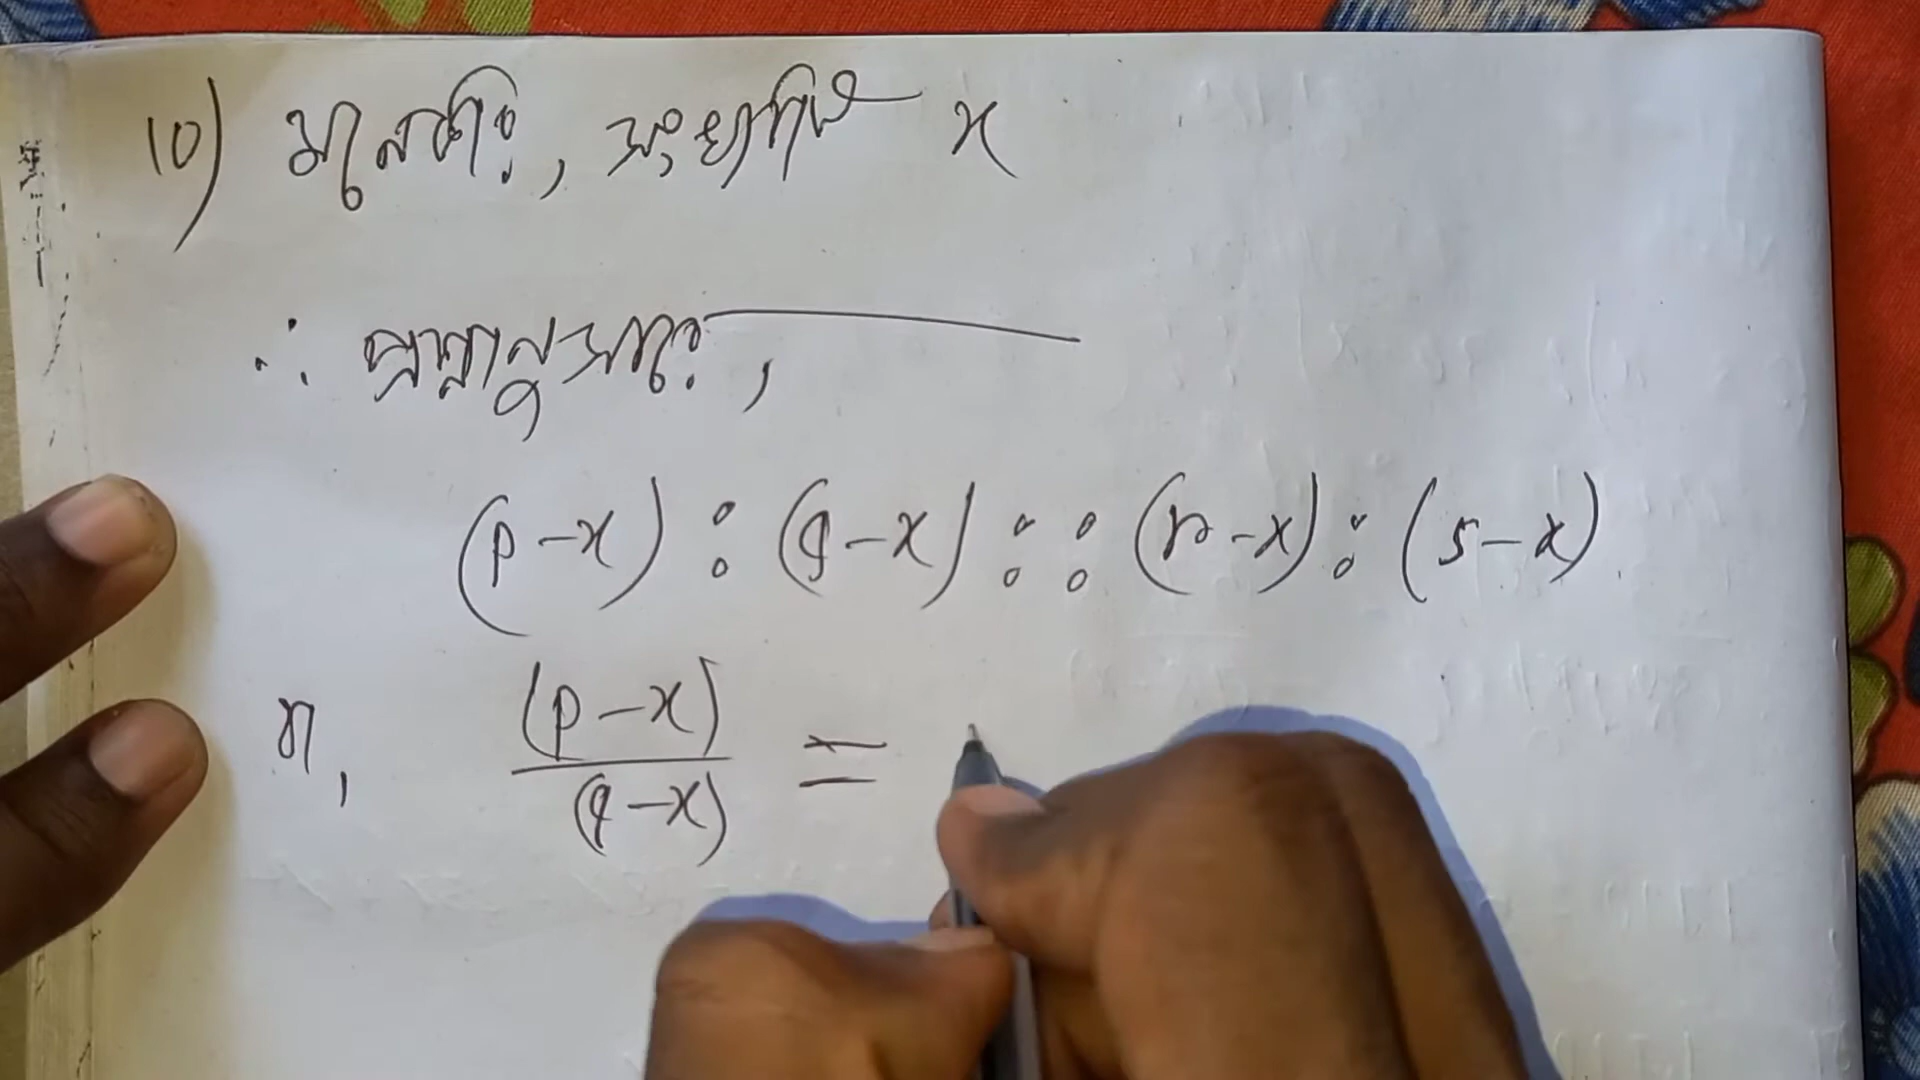 10) মনেকরি, সংখ্যাটি x
∴ প্রশ্নানুসারে,
(p-x) : (q-x) :: (r-x) : (s-x)
বা, (p-x)/(q-x) =